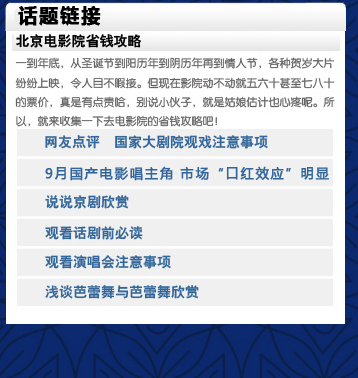 话题链接
北京电影院省钱攻略
一到年底，从圣诞节到阳历年到阴历年再到情人节，各种贺岁大片
纷纷上映，令人目不暇接。但现在影院动不动就五六十甚至七八十
的票价，真是有点贵哈，别说小伙子，就是姑娘估计也心疼呢。所
以，就来收集一下去电影院的省钱攻略吧！
网友点评 国家大剧院观戏注意事项
9月国产电影唱主角 市场“口红效应”明显
说说京剧欣赏
观看话剧前必读
观看演唱会注意事项
浅谈芭蕾舞与芭蕾舞欣赏